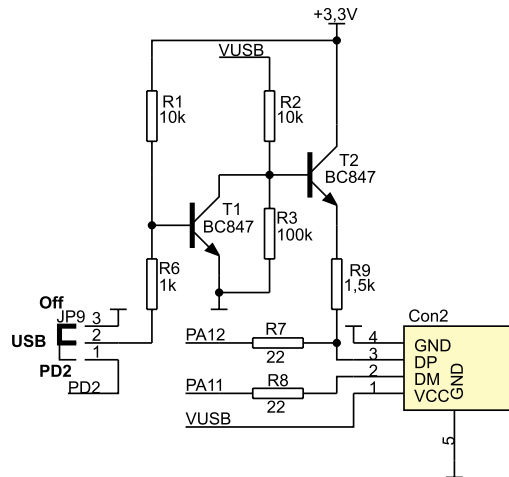 +3,3V
VUSB
R1
10k
R2
10k
T2
BC847
T1
BC847
R3
100k
R6
1k
R9
1,5k
Off
JP9
3
USB
2
1
PD2
PD2
Con2
PA12
R7
22
4
GND
3
DP
PA11
R8
22
2
DM
1
VCC
GND
VUSB
5